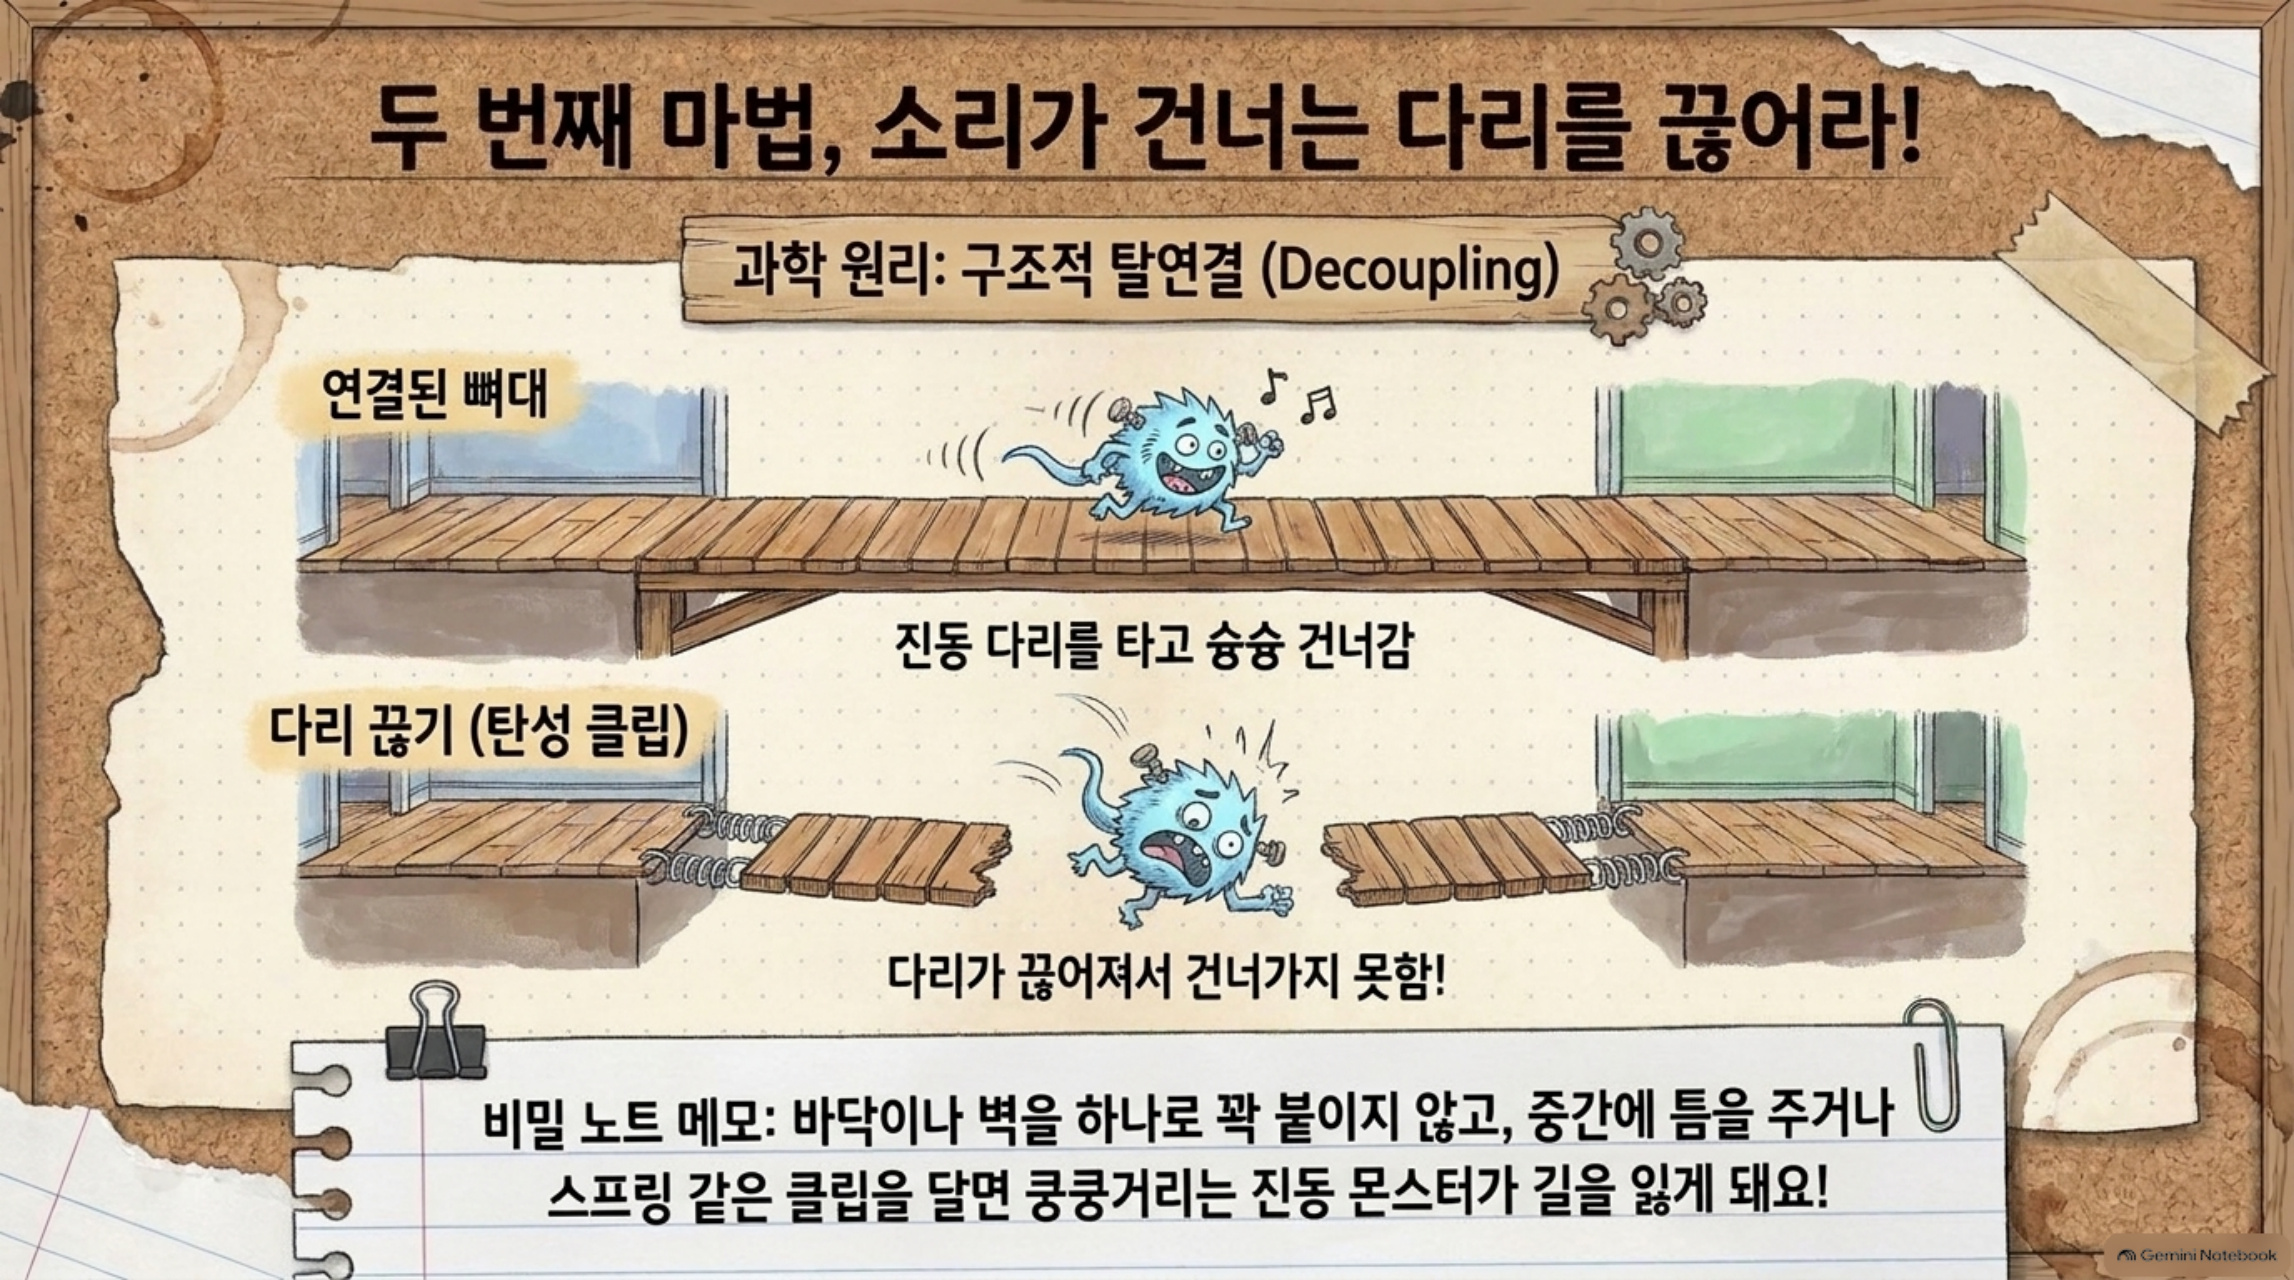 두 번째 마법, 소리가 건너는 다리를 끊어라!
과학 원리: 구조적 탈연결 (Decoupling)
연결된 뼈대
진동 다리를 타고 슝슝 건너감
다리 끊기 (탄성 클립)
다리가 끊어져서 건너가지 못함!
비밀 노트 메모: 바닥이나 벽을 하나로 꽉 붙이지 않고, 중간에 틈을 주거나
스프링 같은 클립을 달면 쿵쿵거리는 진동 몬스터가 길을 잃게 돼요!
Gemini Notebook